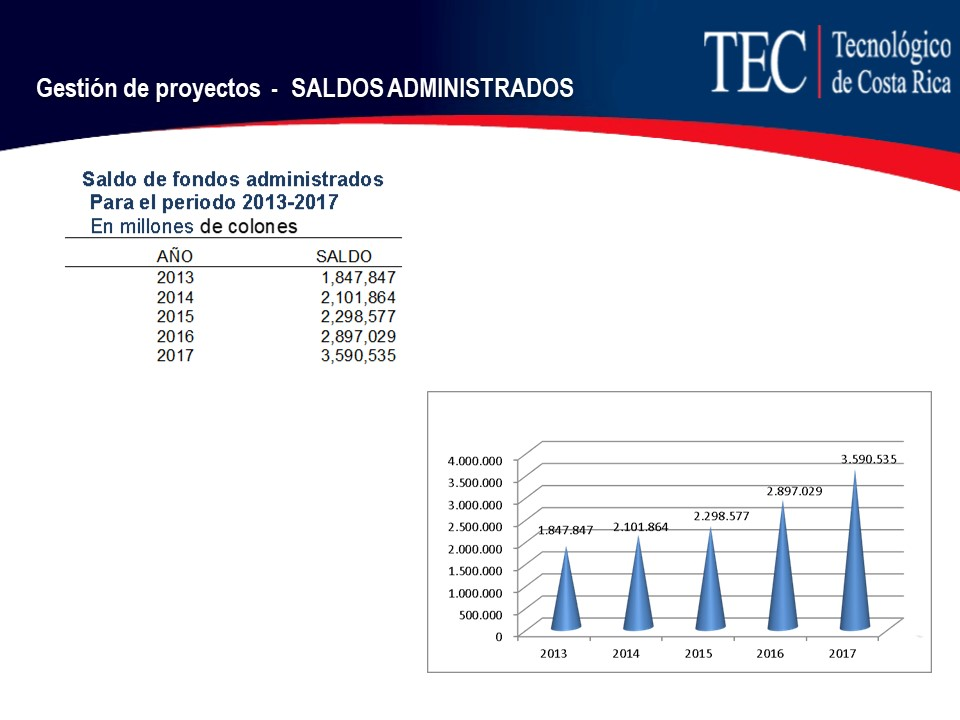 TEC | Tecnológico
de Costa Rica
Gestión de proyectos - SALDOS ADMINISTRADOS
Saldo de fondos administrados
Para el periodo 2013-2017
En millones de colones
AÑO SALDO
2013 1,847,847
2014 2,101,864
2015 2,298,577
2016 2,897,029
2017 3,590,535
4.000.000
3.500.000
3.000.000
2.500.000
2.000.000
1.500.000
1.000.000
500.000
0
1.847.847
2.101.864
2.298.577
2.897.029
3.590.535
2013 2014 2015 2016 2017